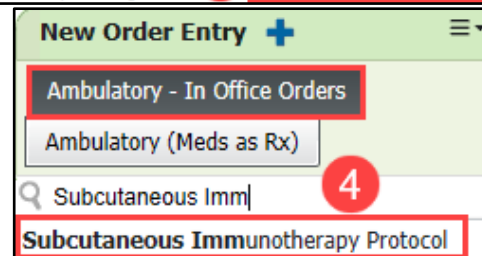 New Order Entry
Ambulatory - In Office Orders
Ambulatory (Meds as Rx)
Subcutaneous Imm
4
Subcutaneous Immunotherapy Protocol